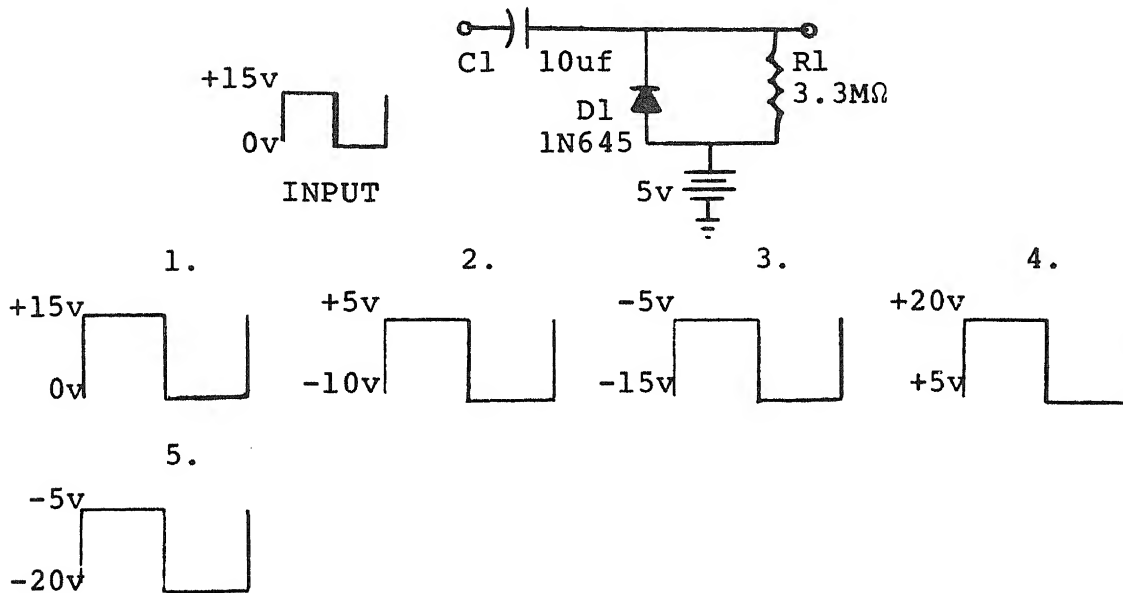 C1 10uf
R1
3.3MΩ
D1
1N645
5v
+15v
0v
INPUT
1.
+15v
0v
2.
+5v
-10v
3.
-5v
-15v
4.
+20v
+5v
5.
-5v
-20v